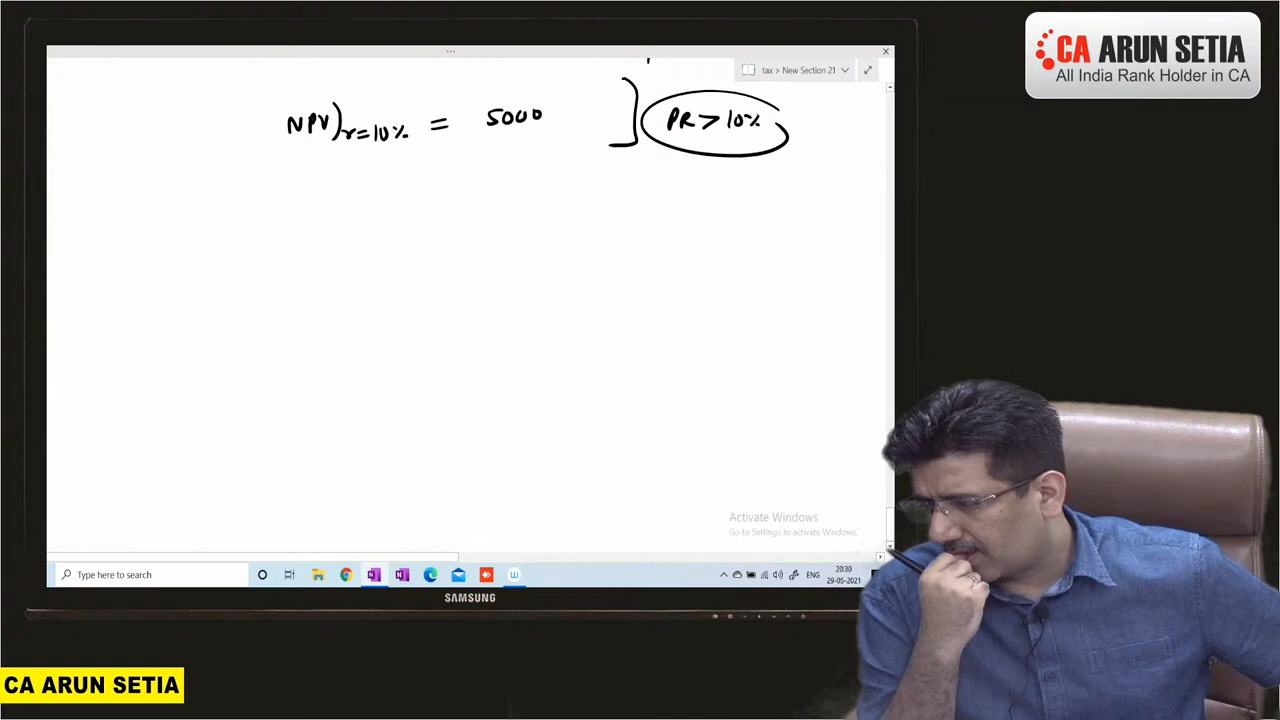 CA ARUN SETIA
All India Rank Holder in CA
tax > New Section 21
NPV)r=10% = 5000 ] PR > 10%
Activate Windows
Go to Settings to activate Windows.
Type here to search
ENG
20:30
29-05-2021
SAMSUNG
CA ARUN SETIA